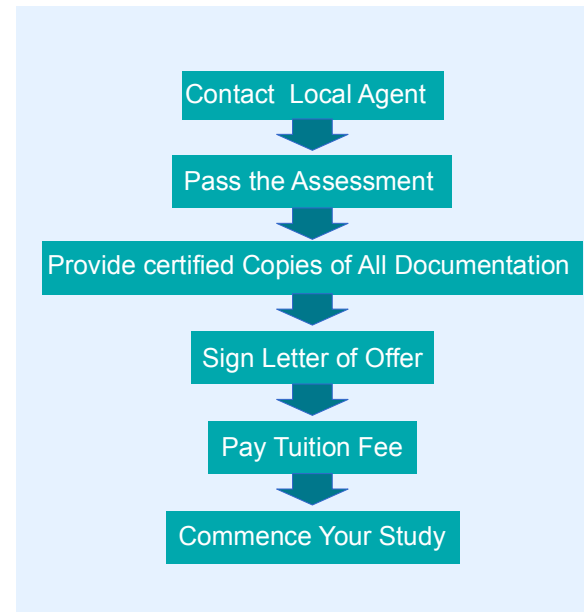 Contact Local Agent
Pass the Assessment
Provide certified Copies of All Documentation
Sign Letter of Offer
Pay Tuition Fee
Commence Your Study